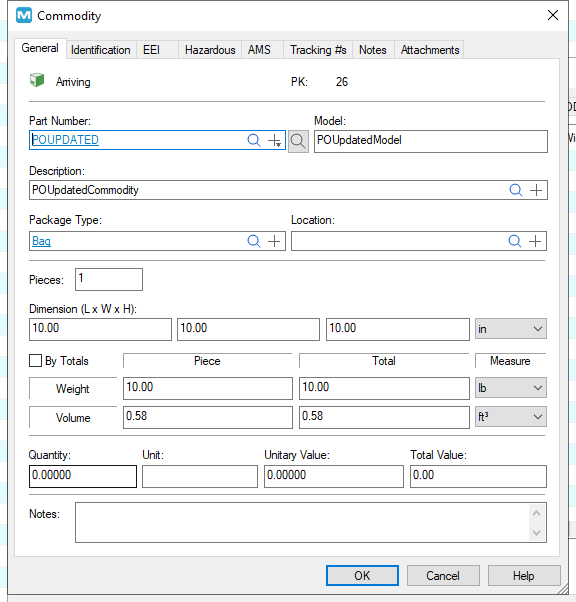 M Commodity
General Identification EEI Hazardous AMS Tracking #s Notes Attachments
Arriving PK: 26
Part Number: Model:
POUPDATED POUpdatedModel
Description:
POUpdatedCommodity
Package Type: Location:
Bag
Pieces: 1
Dimension (L x W x H):
10.00 10.00 10.00 in
By Totals Piece Total Measure
Weight 10.00 10.00 lb
Volume 0.58 0.58 ft³
Quantity: Unit: Unitary Value: Total Value:
0.00000 0.00000 0.00
Notes:
OK Cancel Help